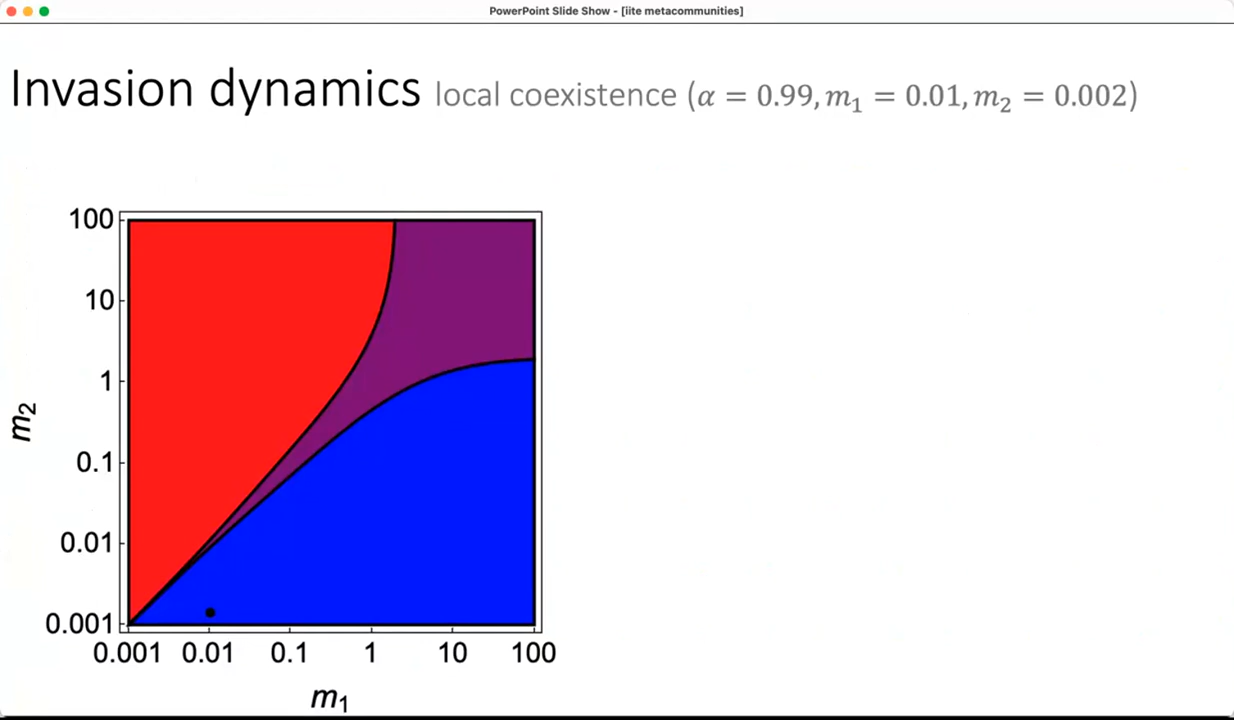 PowerPoint Slide Show - [iite metacommunities]
Invasion dynamics local coexistence (α = 0.99, m₁ = 0.01, m₂ = 0.002)
100
10
1
0.1
0.01
0.001
m₂
0.001 0.01 0.1 1 10 100
m₁